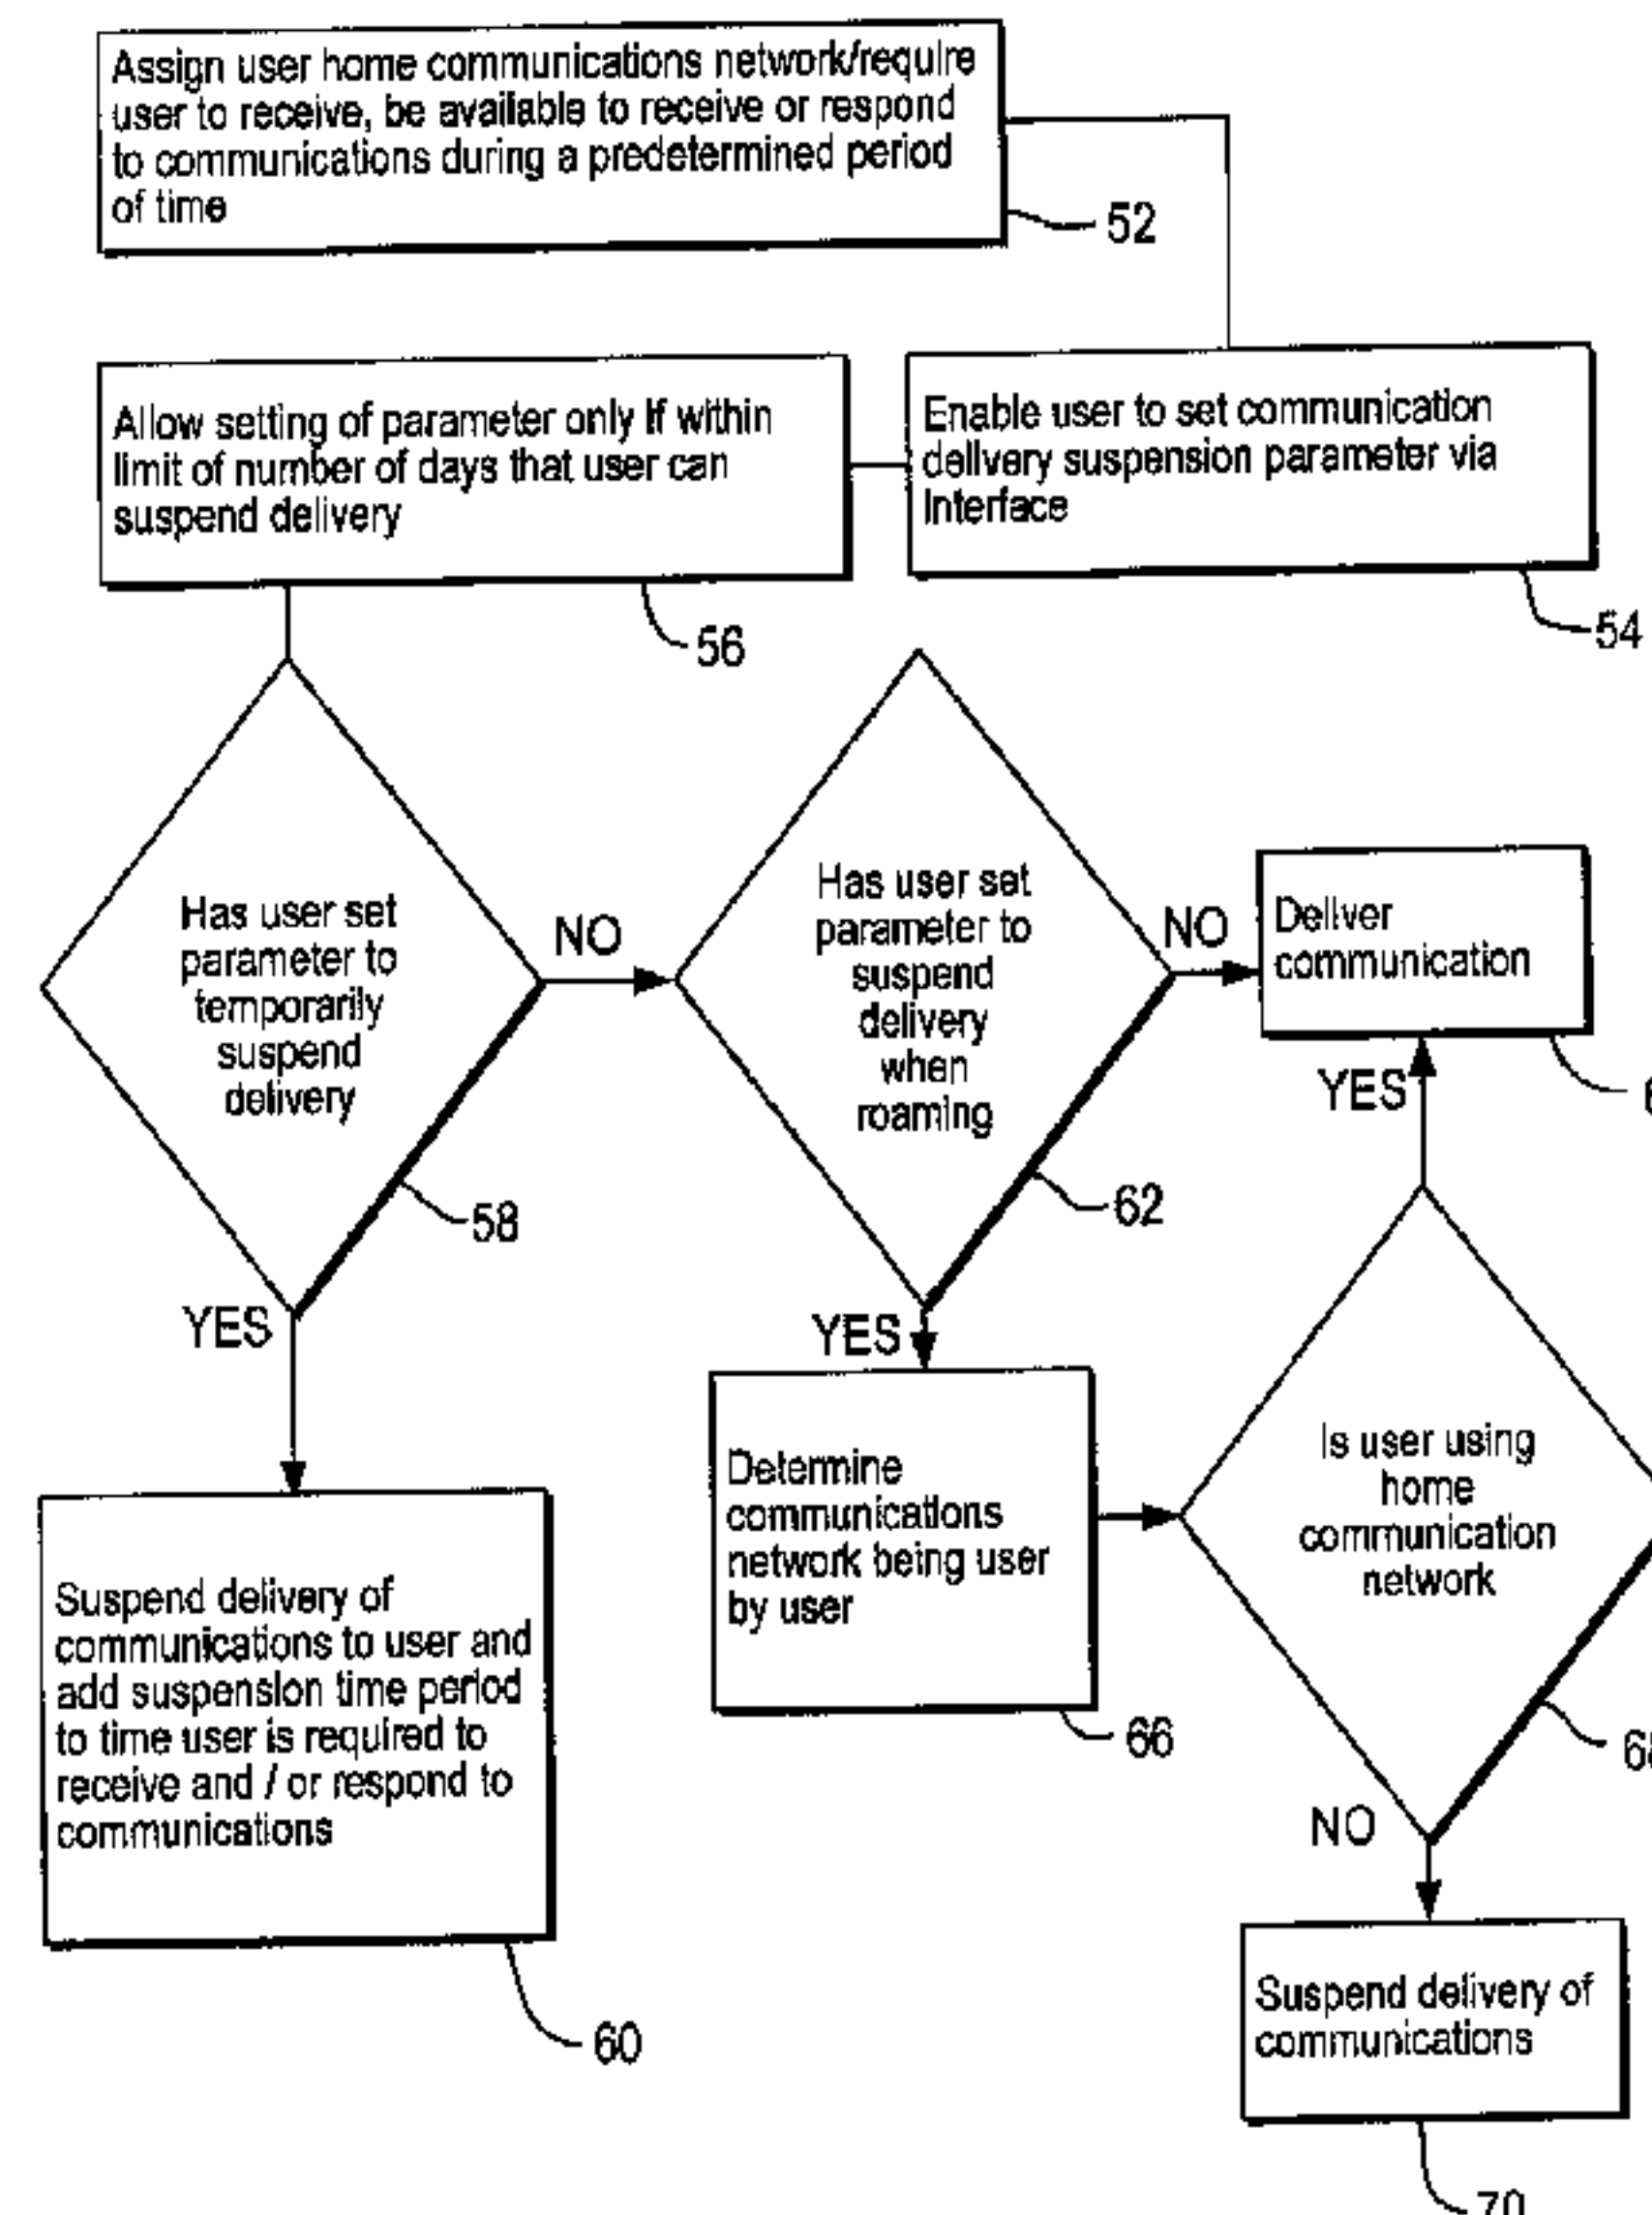 Assign user home communications network/require
user to receive, be available to receive or respond
to communications during a predetermined period
of time
52
Allow setting of parameter only if within
limit of number of days that user can
suspend delivery
56
Enable user to set communication
delivery suspension parameter via
Interface
54
Has user set
parameter to
temporarily
suspend
delivery
58
NO
YES
Has user set
parameter to
suspend
delivery
when
roaming
62
NO
YES
Deliver
communication
YES
Suspend delivery of
communications to user and
add suspension time period
to time user is required to
receive and / or respond to
communications
60
Determine
communications
network being user
by user
66
Is user using
home
communication
network
68
NO
Suspend delivery of
communications
70